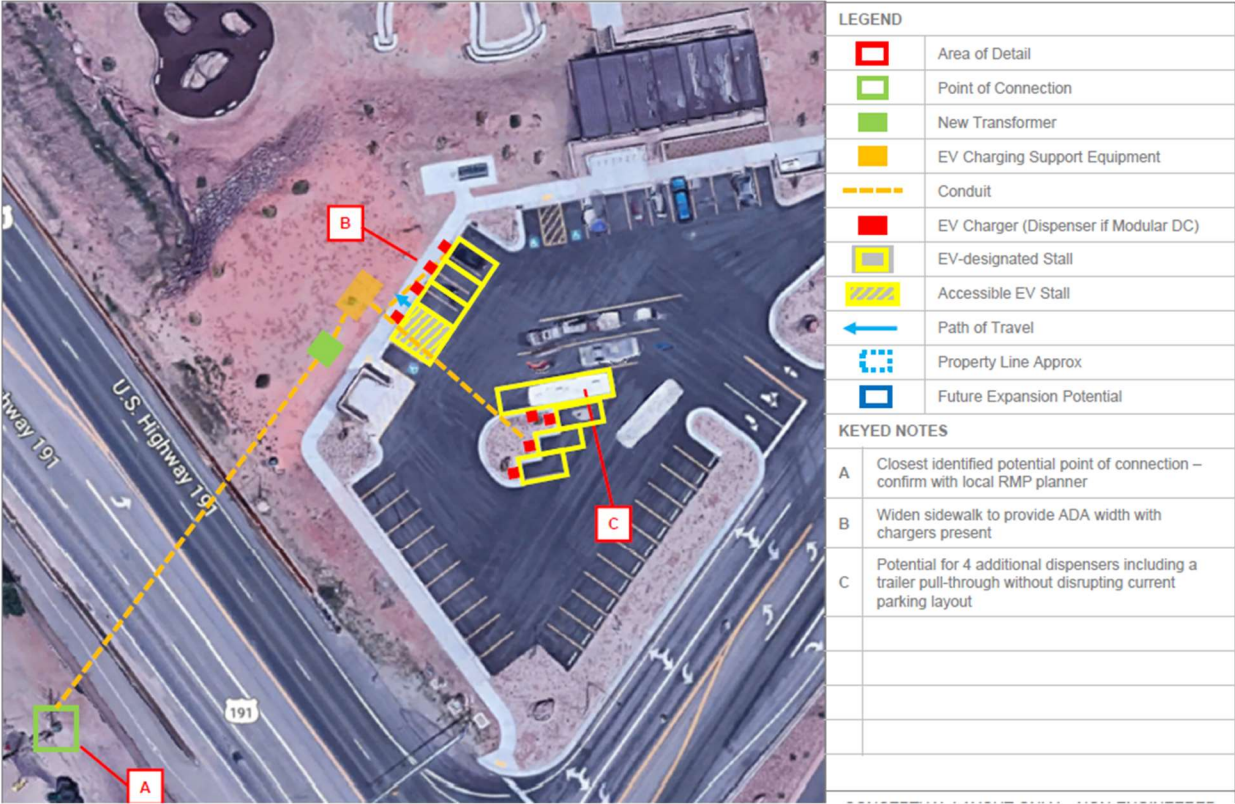 LEGEND
Area of Detail
Point of Connection
New Transformer
EV Charging Support Equipment
Conduit
EV Charger (Dispenser if Modular DC)
EV-designated Stall
Accessible EV Stall
Path of Travel
Property Line Approx
Future Expansion Potential
KEYED NOTES
A Closest identified potential point of connection –
confirm with local RMP planner
B Widen sidewalk to provide ADA width with
chargers present
C Potential for 4 additional dispensers including a
trailer pull-through without disrupting current
parking layout
B
U.S. Highway 191
hway 191
C
191
A